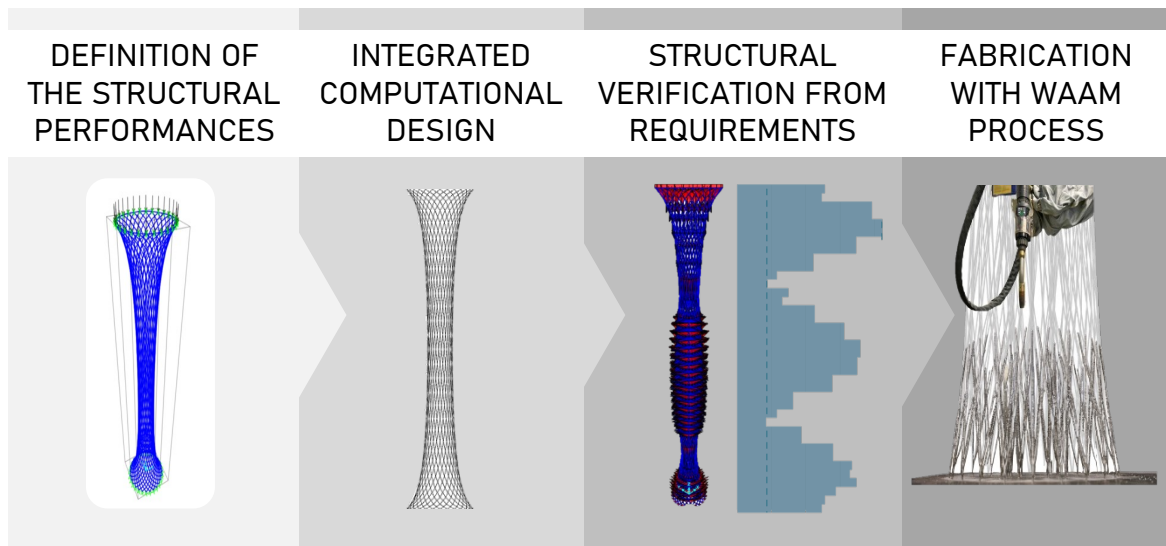 DEFINITION OF
THE STRUCTURAL
PERFORMANCES
INTEGRATED
COMPUTATIONAL
DESIGN
STRUCTURAL
VERIFICATION FROM
REQUIREMENTS
FABRICATION
WITH WAAM
PROCESS